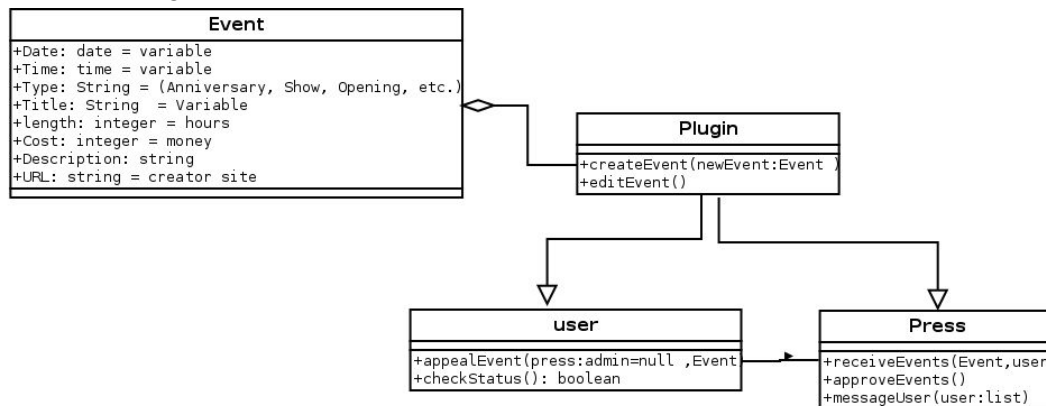 Event
+Date: date = variable
+Time: time = variable
+Type: String = (Anniversary, Show, Opening, etc.)
+Title: String = Variable
+length: integer = hours
+Cost: integer = money
+Description: string
+URL: string = creator site
Plugin
+createEvent(newEvent:Event )
+editEvent()
user
+appealEvent(press:admin=null ,Event
+checkStatus(): boolean
Press
+receiveEvents(Event,user
+approveEvents()
+messageUser(user:list)